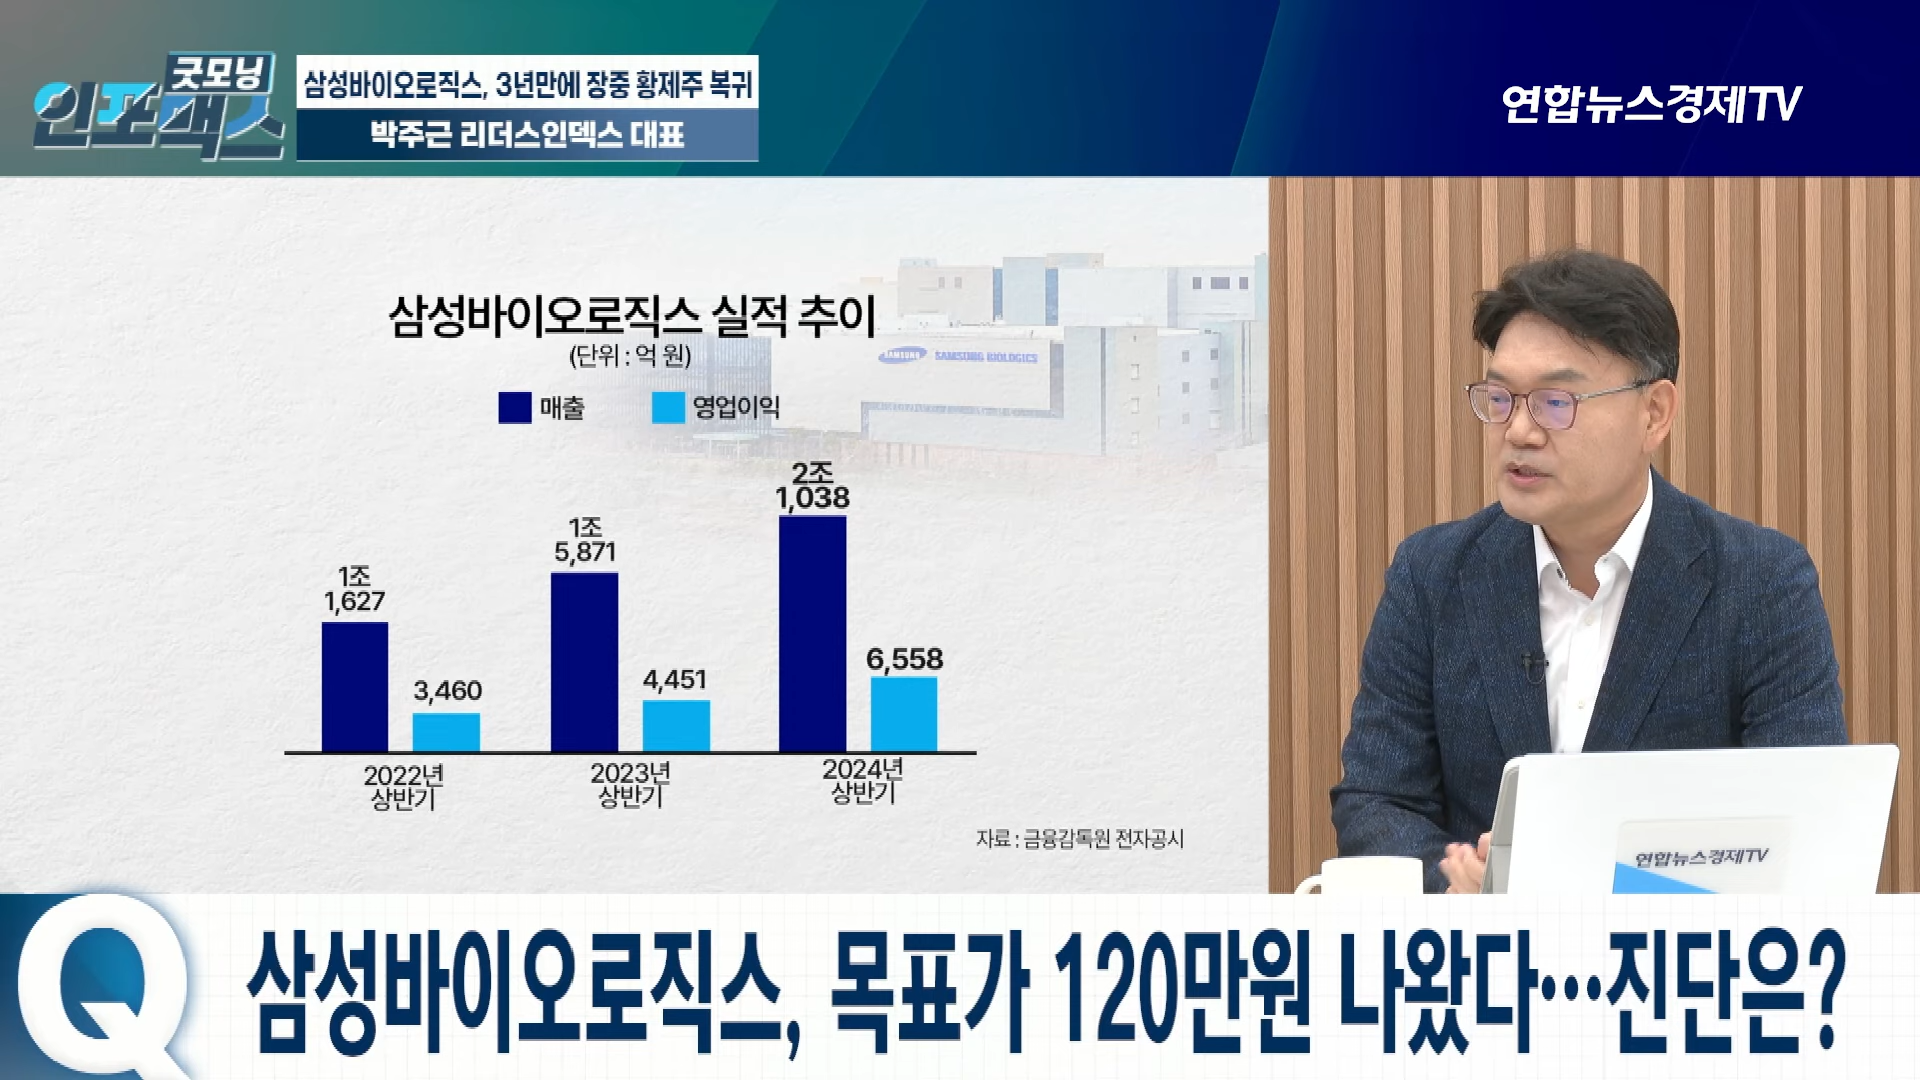 굿모닝
인포맥스
삼성바이오로직스, 3년만에 장중 황제주 복귀
박주근 리더스인덱스 대표
연합뉴스경제TV
삼성바이오로직스 실적 추이
(단위 : 억 원)
매출
영업이익
SAMSUNG
SAMSUNG BIOLOGICS
1조
1,627
3,460
1조
5,871
4,451
2조
1,038
6,558
2022년
상반기
2023년
상반기
2024년
상반기
자료 : 금융감독원 전자공시
연합뉴스경제TV
Q
삼성바이오로직스, 목표가 120만원 나왔다…진단은?